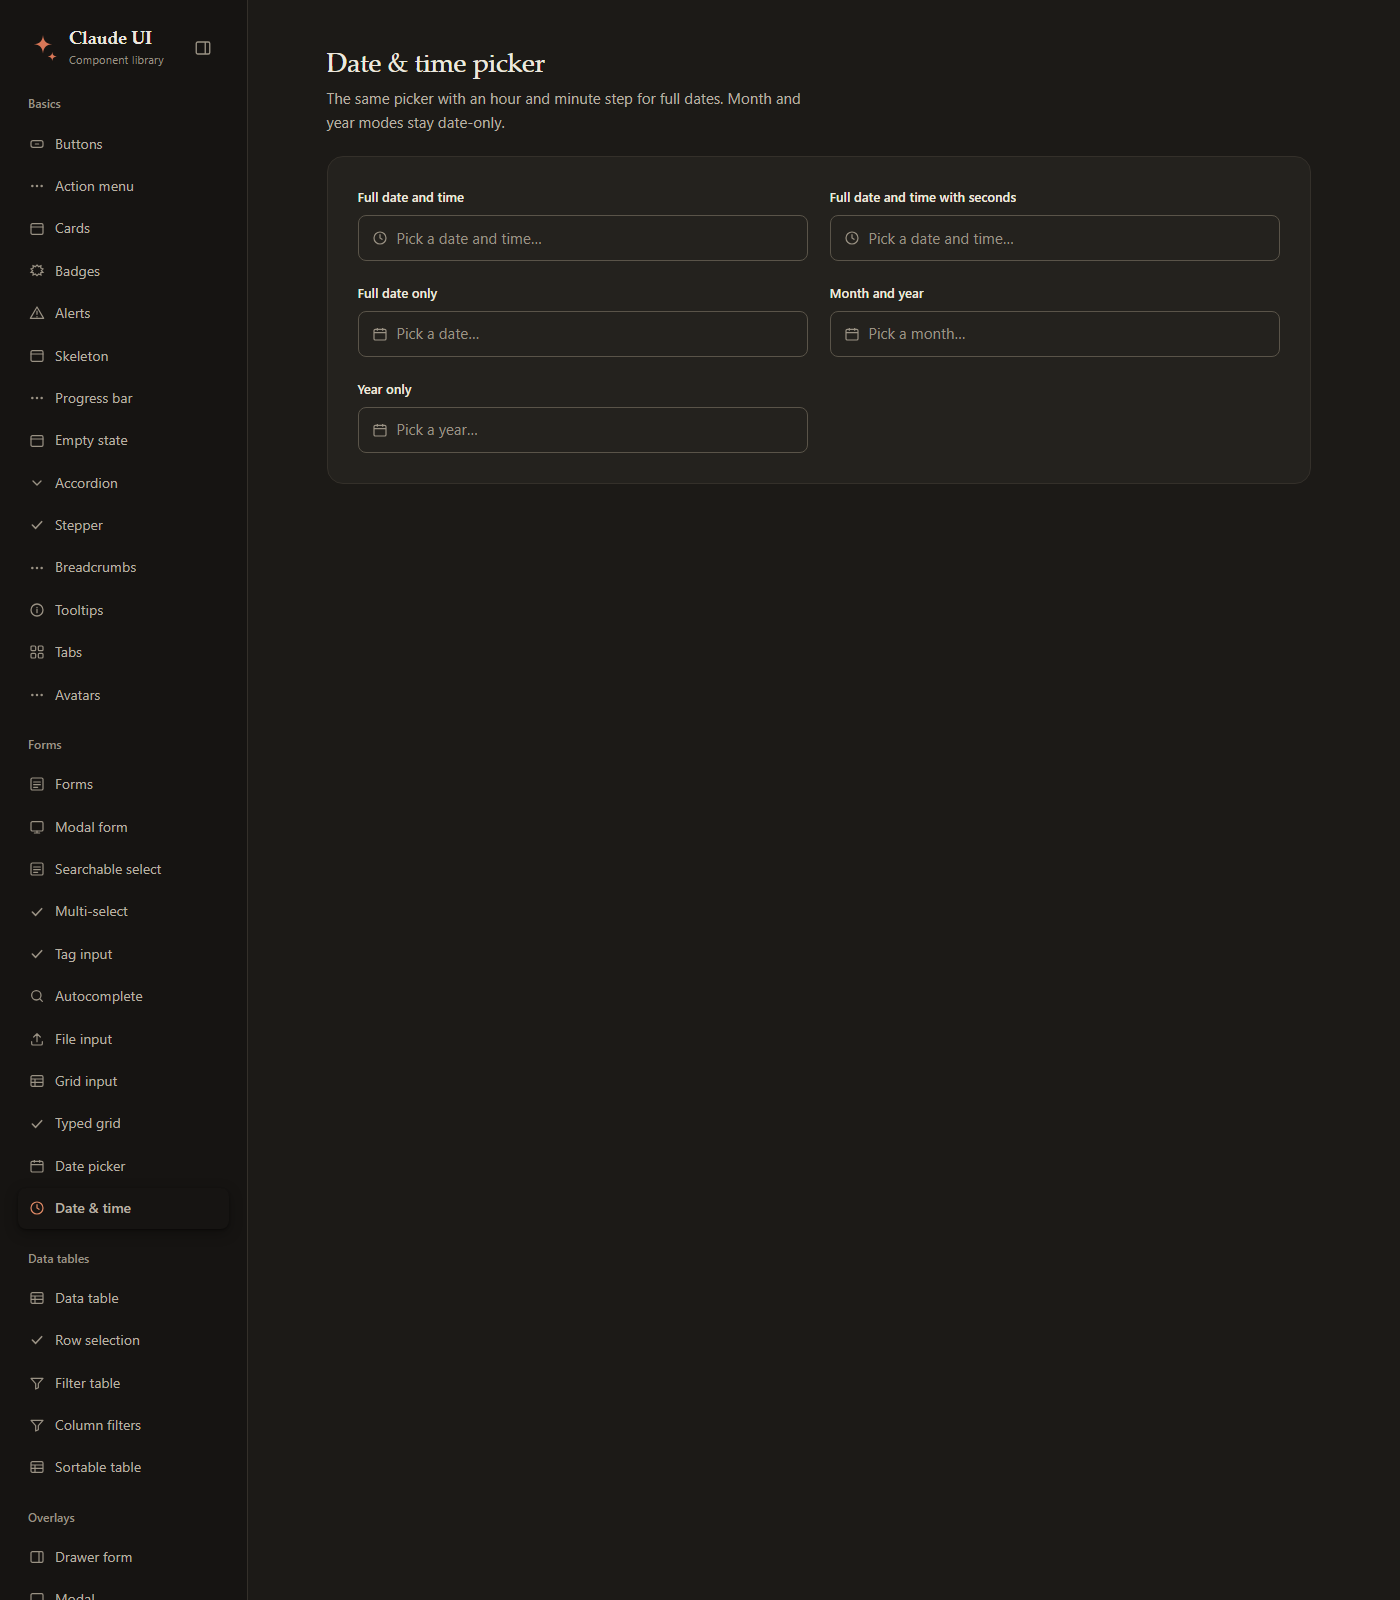 Claude UI
Component library
Basics
Buttons
Action menu
Cards
Badges
Alerts
Skeleton
Progress bar
Empty state
Accordion
Stepper
Breadcrumbs
Tooltips
Tabs
Avatars
Forms
Forms
Modal form
Searchable select
Multi-select
Tag input
Autocomplete
File input
Grid input
Typed grid
Date picker
Date & time
Data tables
Data table
Row selection
Filter table
Column filters
Sortable table
Overlays
Drawer form
Modal
Date & time picker
The same picker with an hour and minute step for full dates. Month and
year modes stay date-only.
Full date and time
Pick a date and time...
Full date and time with seconds
Pick a date and time...
Full date only
Pick a date...
Month and year
Pick a month...
Year only
Pick a year...